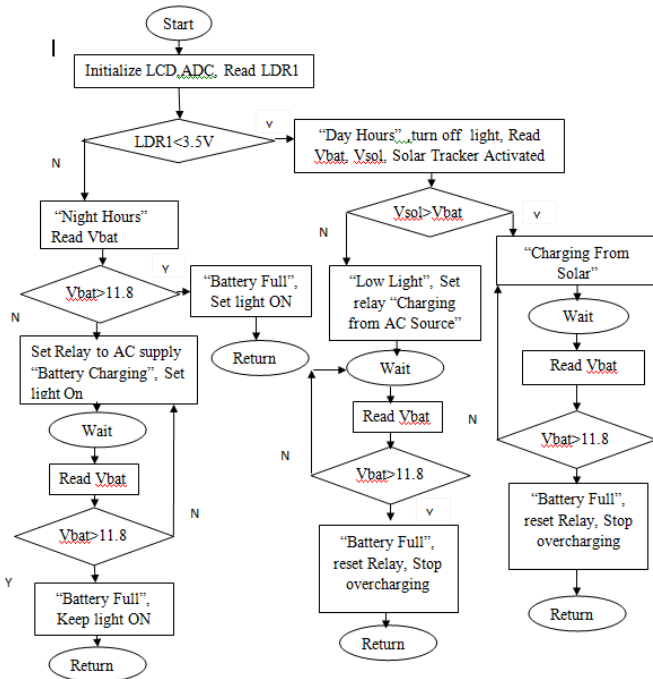 Start
Initialize LCD,ADC, Read LDR1
LDR1<3.5V
v
N
“Day Hours” ,turn off light, Read
Vbat, Vsol, Solar Tracker Activated
“Night Hours”
Read Vbat
Vsol>Vbat
N
v
Vbat>11.8
Y
N
“Battery Full”,
Set light ON
Return
“Low Light”, Set
relay “Charging
from AC Source”
“Charging From
Solar”
Set Relay to AC supply
“Battery Charging”, Set
light On
Wait
Read Vbat
Vbat>11.8
N
Y
“Battery Full”,
Keep light ON
Return
Wait
Read Vbat
Vbat>11.8
N
v
“Battery Full”,
reset Relay, Stop
overcharging
Return
Wait
Read Vbat
Vbat>11.8
N
“Battery Full”,
reset Relay, Stop
overcharging
Return